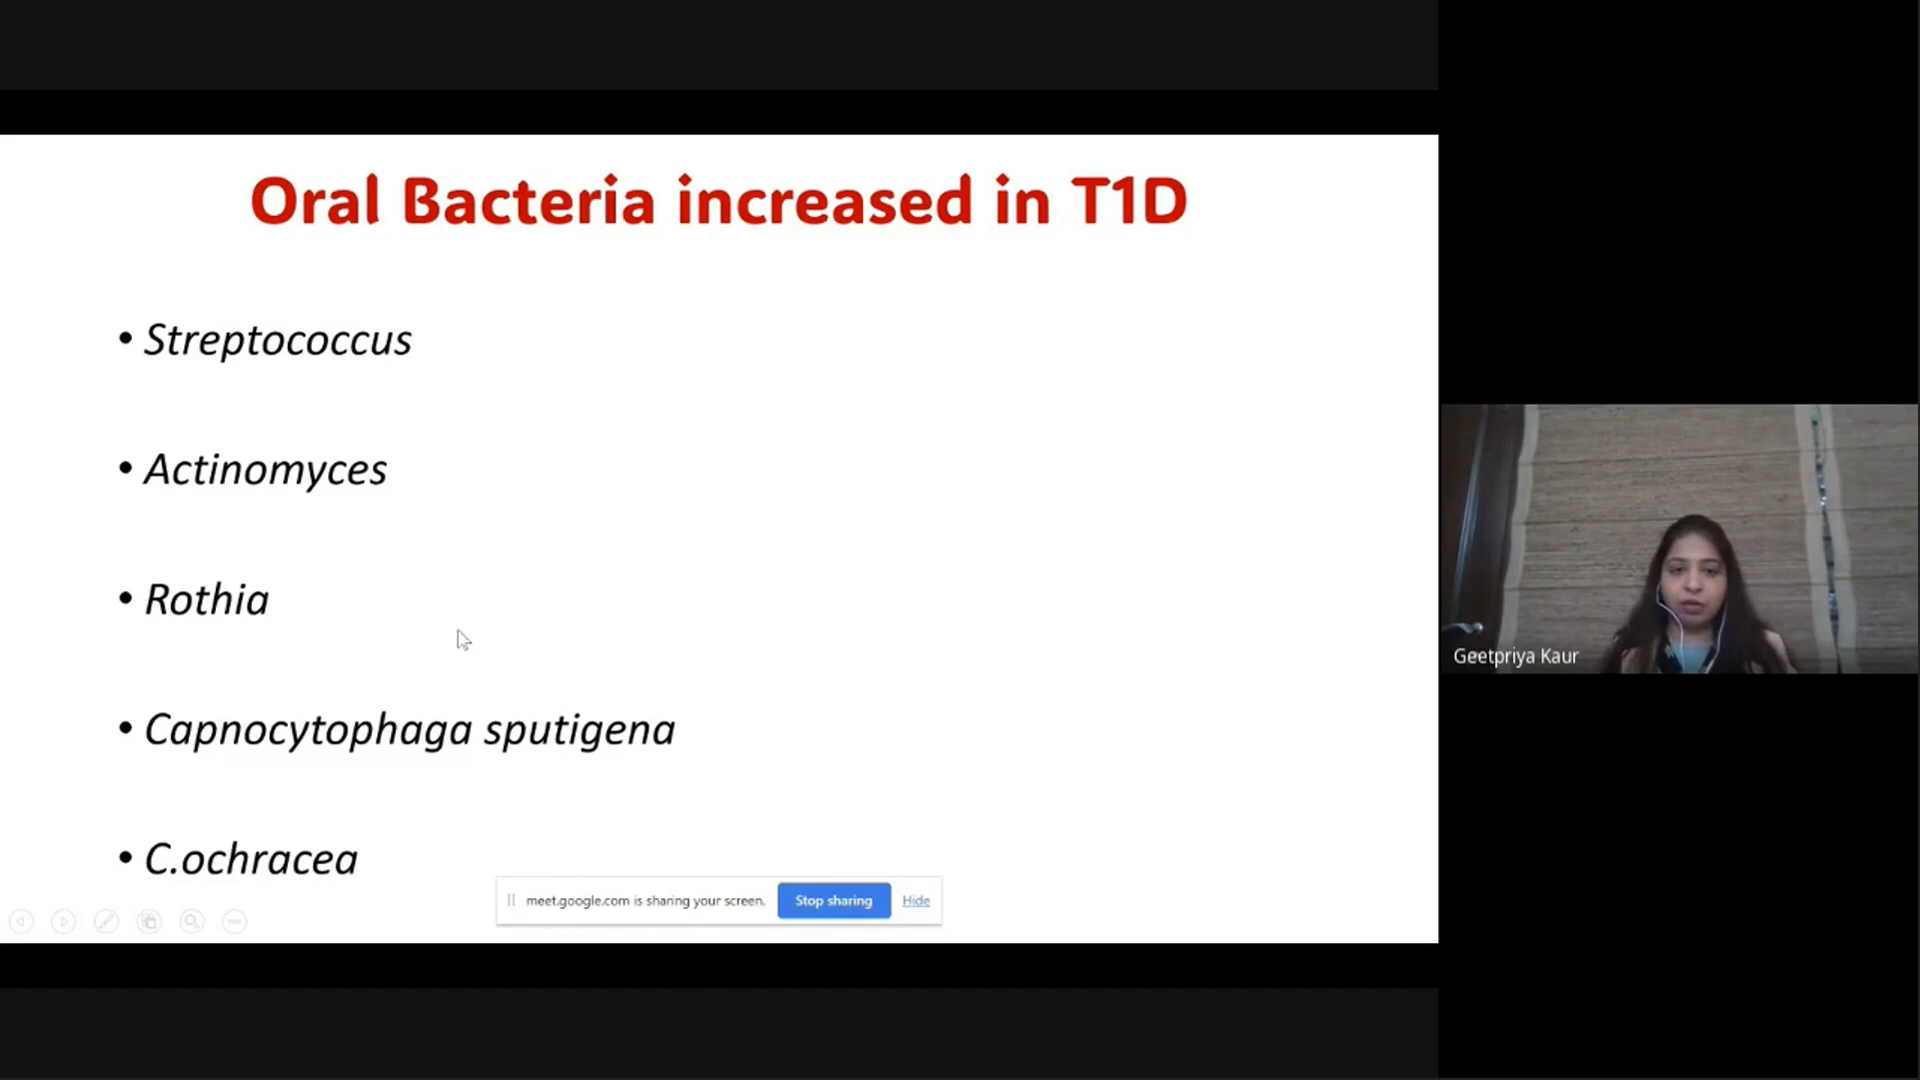 Oral Bacteria increased in T1D
• Streptococcus
• Actinomyces
• Rothia
• Capnocytophaga sputigena
• C.ochracea
meet.google.com is sharing your screen. Stop sharing Hide
Geetpriya Kaur